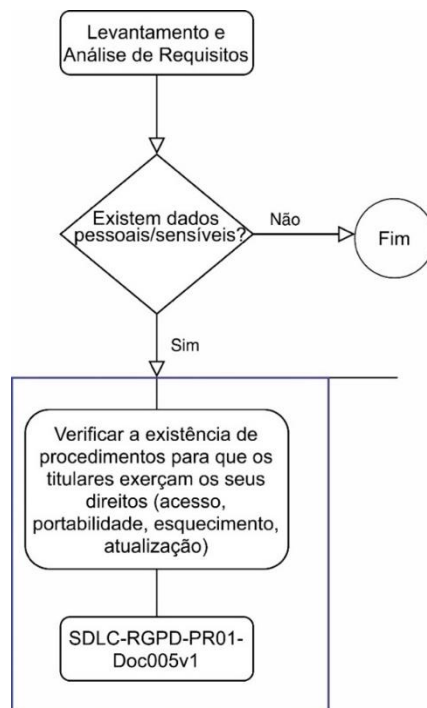 Levantamento e
Análise de Requisitos
Existem dados
pessoais/sensíveis?
Não
Fim
Sim
Verificar a existência de
procedimentos para que os
titulares exerçam os seus
direitos (acesso,
portabilidade, esquecimento,
atualização)
SDLC-RGPD-PR01-
Doc005v1